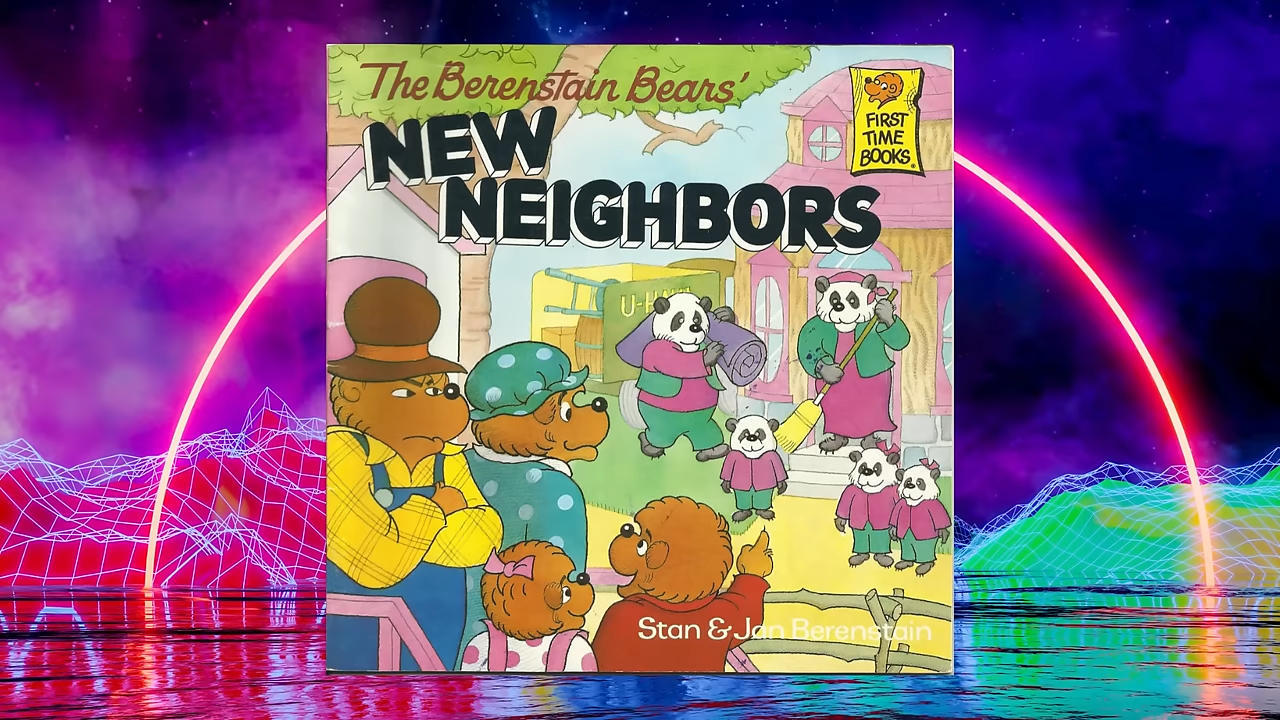 The Berenstain Bears'
NEW
NEIGHBORS
FIRST
TIME
BOOKS®
Stan & Jan Berenstain